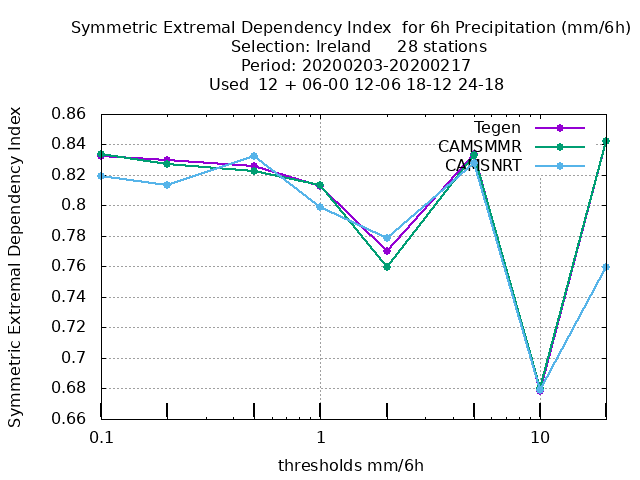 Symmetric Extremal Dependency Index  for 6h Precipitation (mm/6h)
Selection: Ireland     28 stations
Period: 20200203-20200217
Used  12 + 06-00 12-06 18-12 24-18
Symmetric Extremal Dependency Index
0.86
0.84
0.82
0.8
0.78
0.76
0.74
0.72
0.7
0.68
0.66
Tegen
CAMSMMR
CAMSNRT
0.1
1
10
thresholds mm/6h